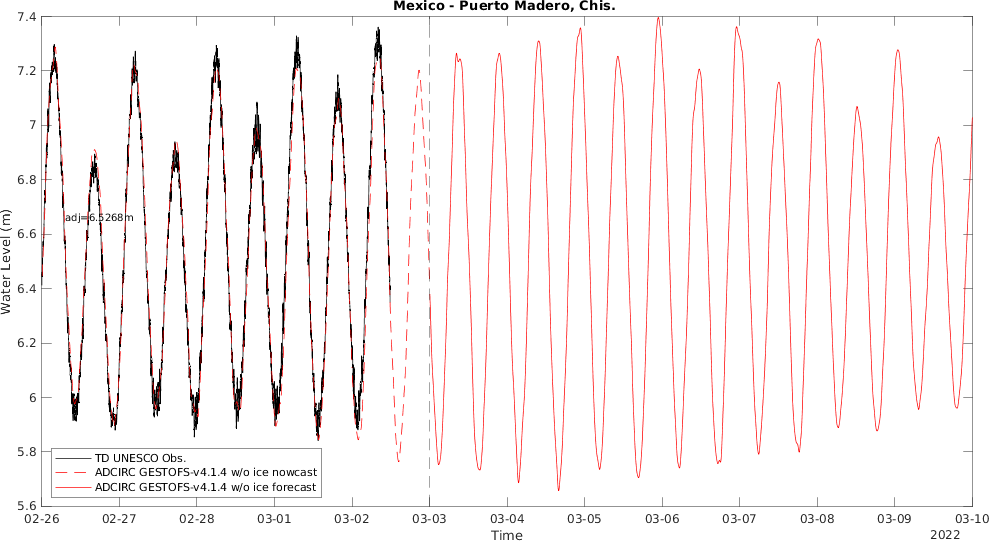 Mexico - Puerto Madero, Chis.
7.4
7.2
7
6.8
6.6
6.4
6.2
6
5.8
5.6
Water Level (m)
adj=6.5268m
TD UNESCO Obs.
ADCIRC GESTOFS-v4.1.4 w/o ice nowcast
ADCIRC GESTOFS-v4.1.4 w/o ice forecast
02-26 02-27 02-28 03-01 03-02 03-03 03-04 03-05 03-06 03-07 03-08 03-09 03-10
Time
2022